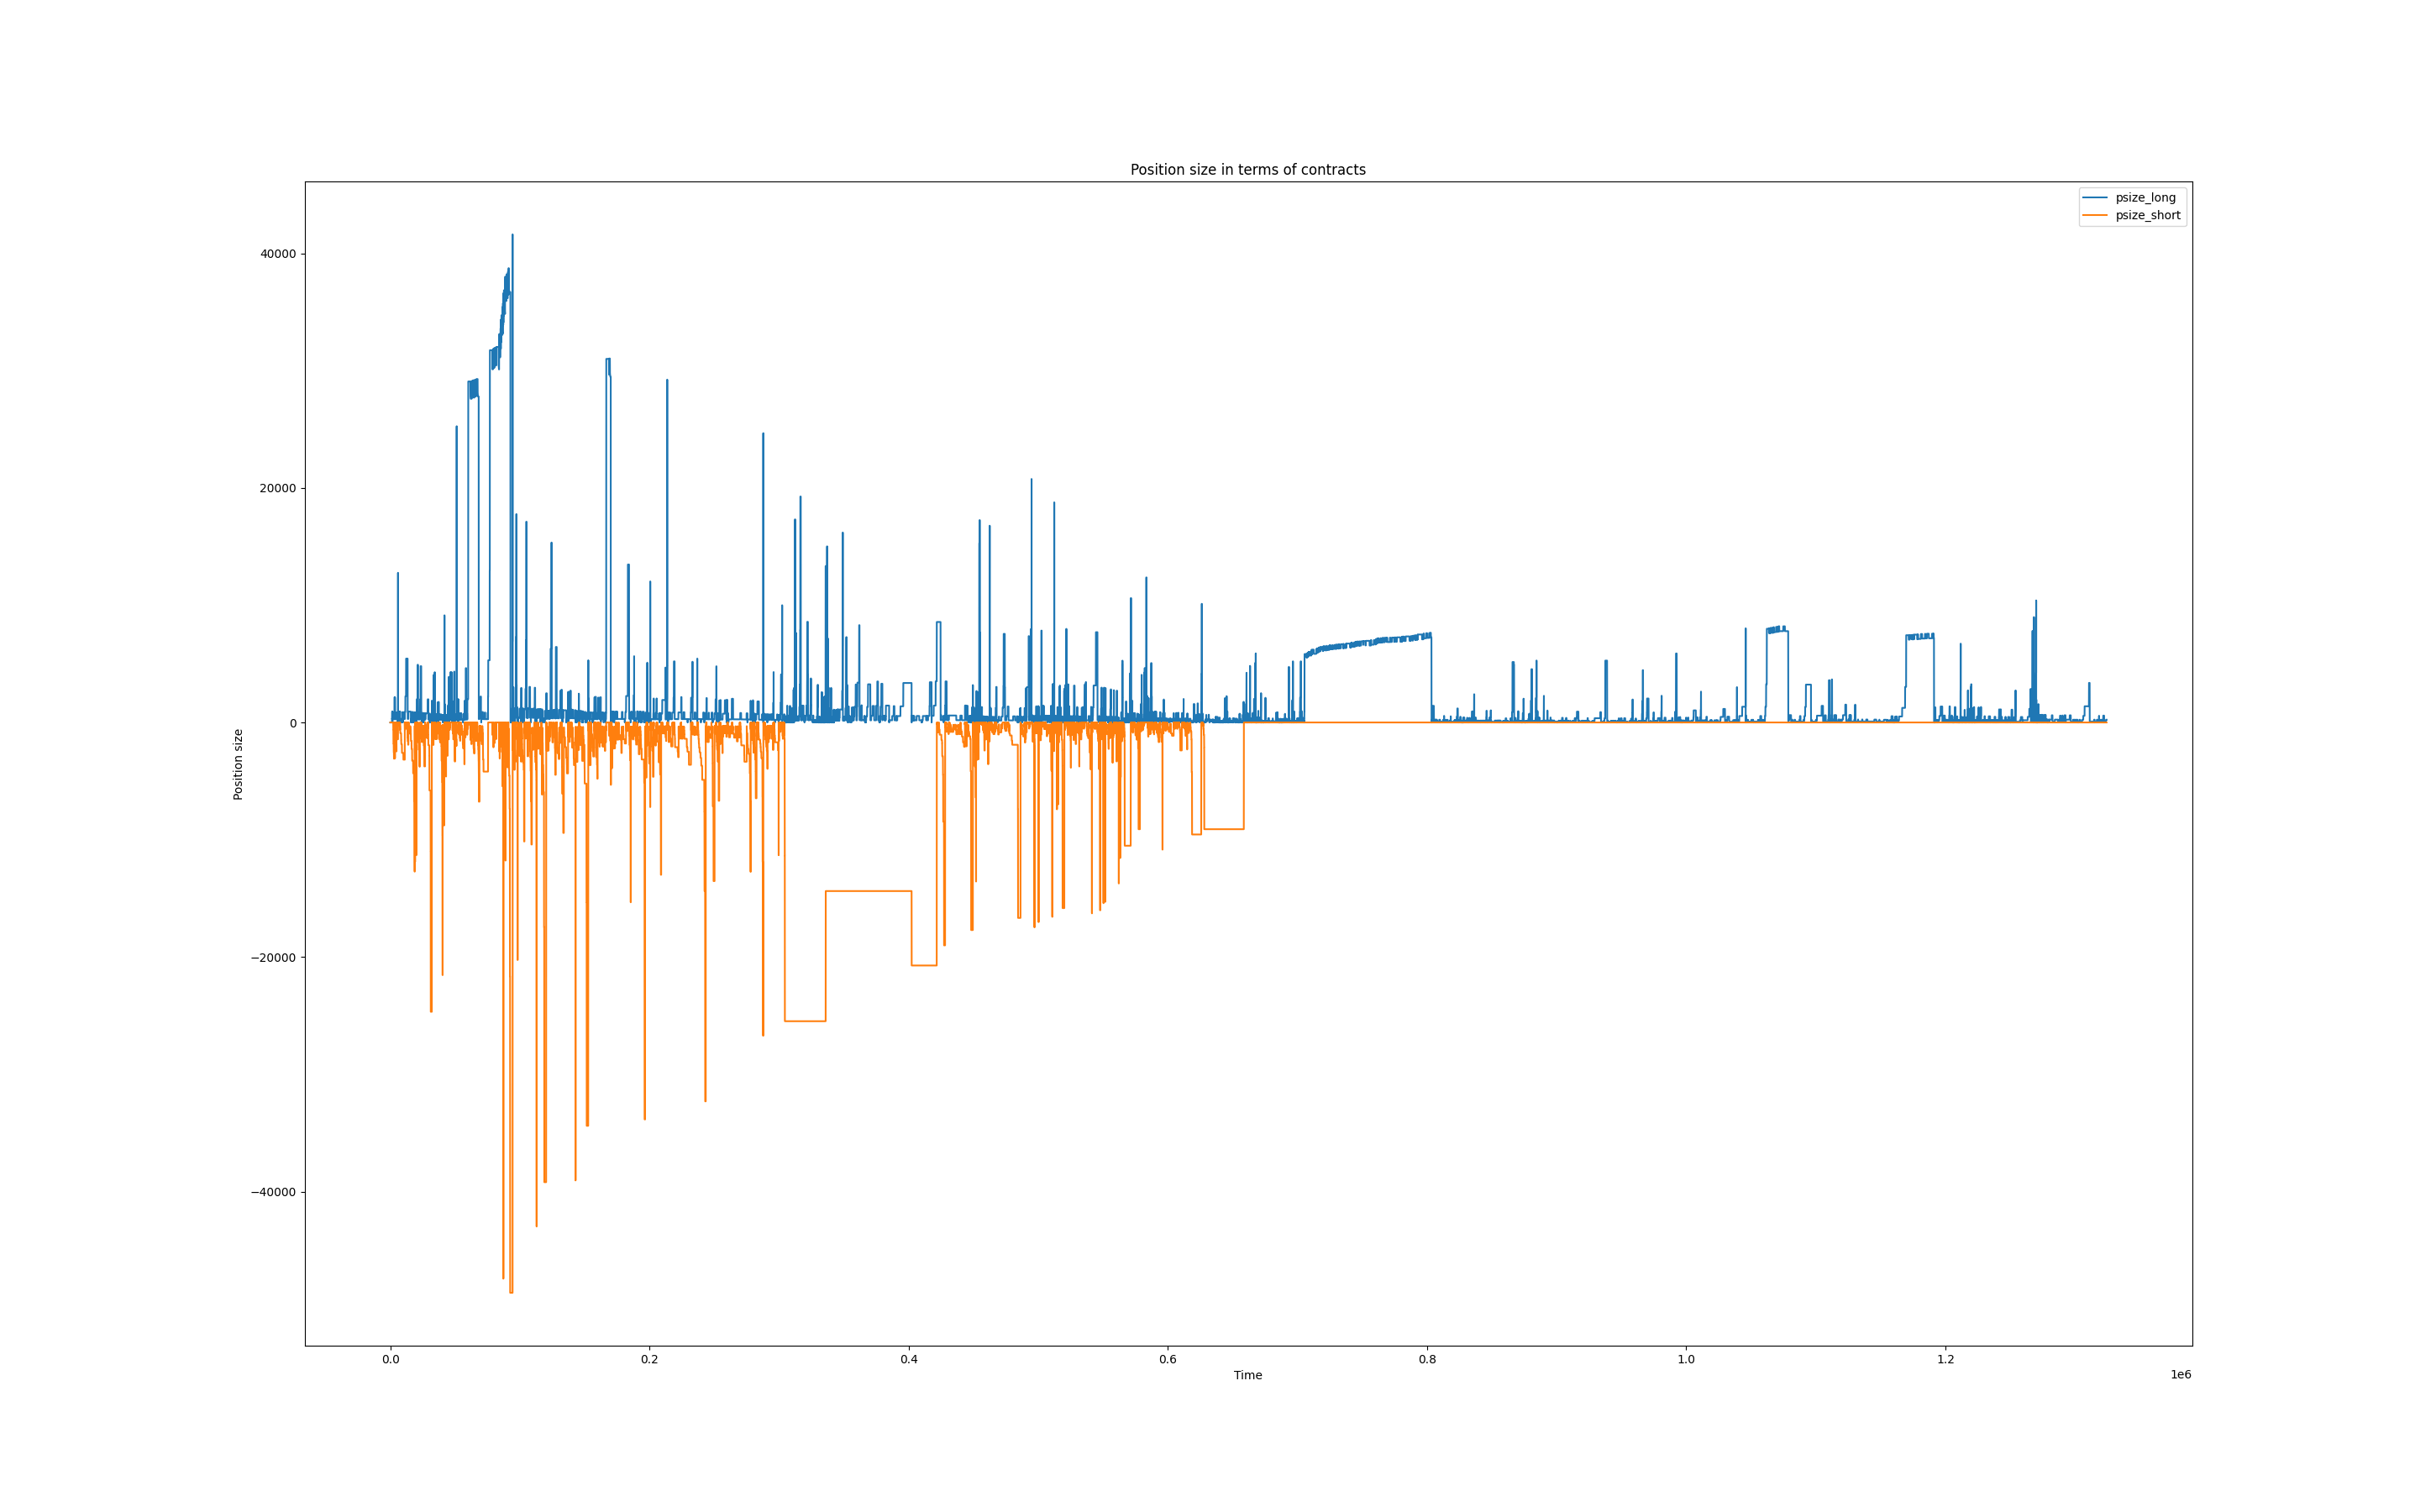 Position size in terms of contracts
psize_long
psize_short
40000
20000
0
−20000
−40000
Position size
0.0 0.2 0.4 0.6 0.8 1.0 1.2
Time
1e6